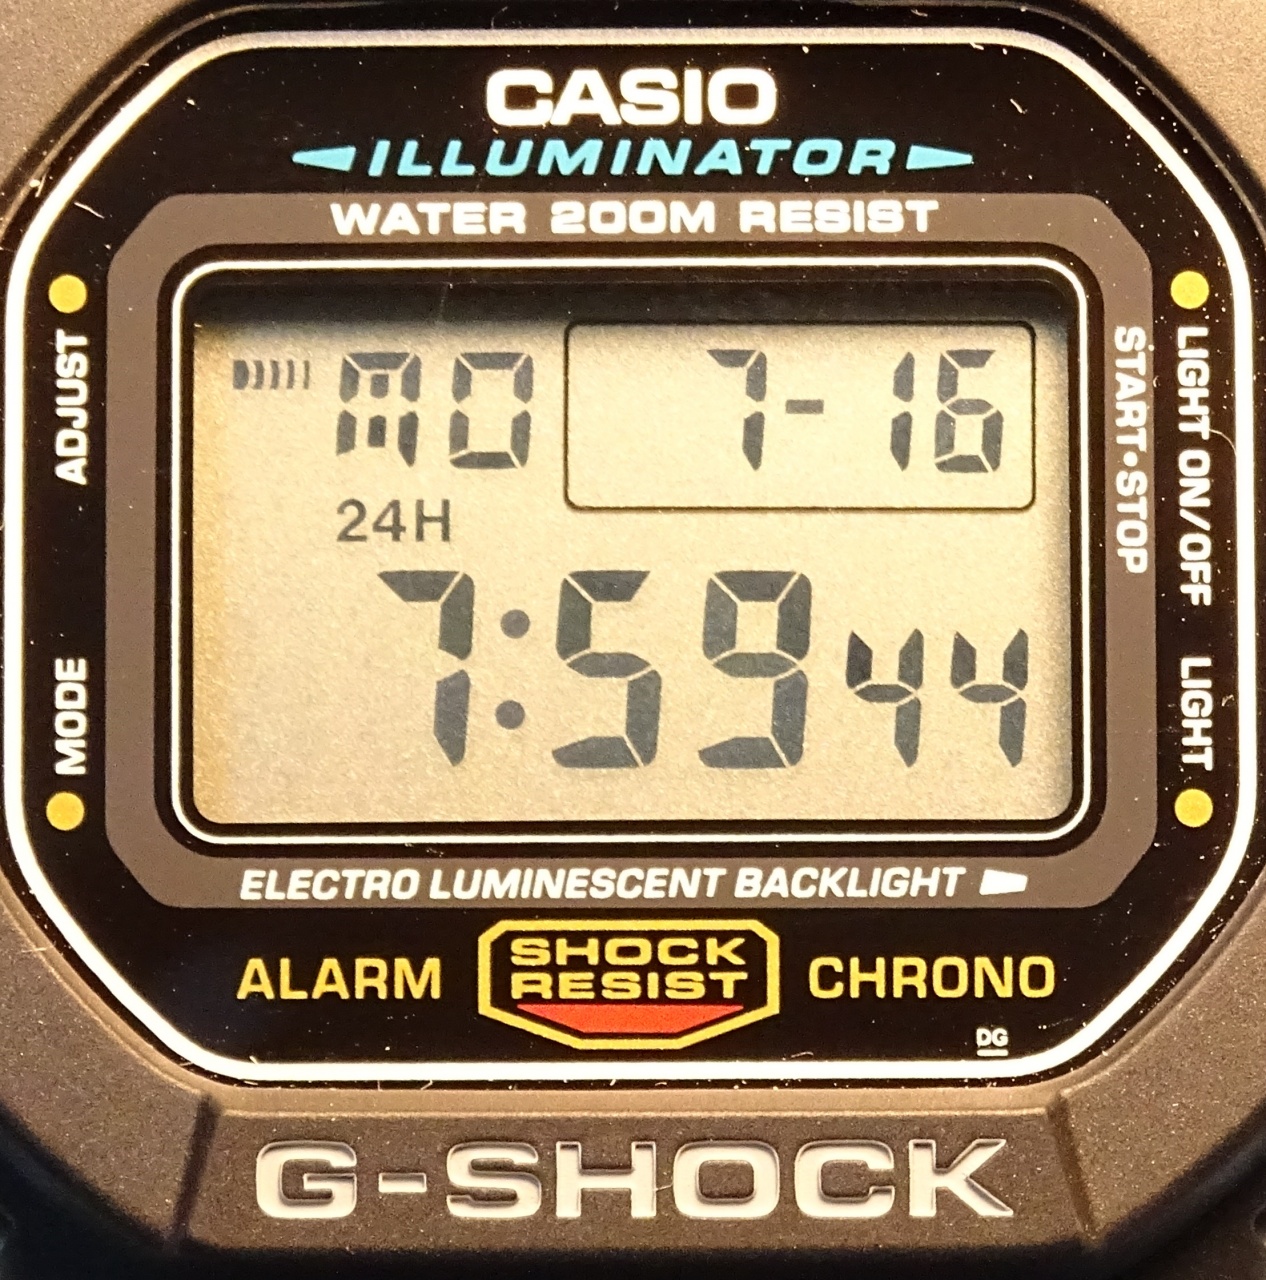 CASIO
ILLUMINATOR
WATER 200M RESIST
ADJUST
MODE
MO 7-16
24H
7:59 44
START•STOP
LIGHT ON/OFF
LIGHT
ELECTRO LUMINESCENT BACKLIGHT
ALARM
SHOCK
RESIST
CHRONO
DG
G-SHOCK